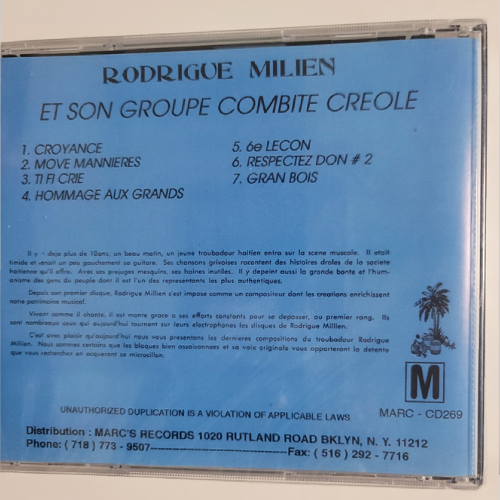 RODRIGUE MILIEN
ET SON GROUPE COMBITE CREOLE
1. CROYANCE
2. MOVE MANNIERES
3. TI FI CRIE
4. HOMMAGE AUX GRANDS
5. 6e LECON
6. RESPECTEZ DON # 2
7. GRAN BOIS
Il y - deja plus de 10ans, un beau matin, un jeune troubadour haitien entra sur la scene musicale. Il etait
timide et tenait un peu gauchement sa guitare. Ses chansons grivoises racontent des histoires drôles de la societe
haitienne qu'il effre. Avec ses prejuges mesquins, ses haines inutiles. Il y depeint aussi la grande bonte et l'hum-
anisme des gens du peuple dont il est l'un des representants les plus authentiques.
Depuis son premier disque, Rodrigue Millien s'est impose comme un compositeur dont les creations enrichissent
notre patrimoine musical.
Vivant comme il chante, il est monte grace a ses efforts constants pour se depasser, au premier rang. Ils
sont nombreux ceux qui aujourd'hui tournent sur leurs electrophones les disques de Rodrigue Millien.
C'est avec plaisir qu'aujourd'hui nous vous presentons les dernieres compositions du troubadour Rodrigue
Millien. Nous sommes certains que les blaques bien assaisonnees et sa voix originale vous apporteront la detente
que vous recherchez en acquerant ce microsillon.
M
MARC - CD269
UNAUTHORIZED DUPLICATION IS A VIOLATION OF APPLICABLE LAWS
Distribution : MARC'S RECORDS 1020 RUTLAND ROAD BKLYN, N. Y. 11212
Phone: ( 718 ) 773 - 9507----------------------------------------Fax: ( 516 ) 292 - 7716